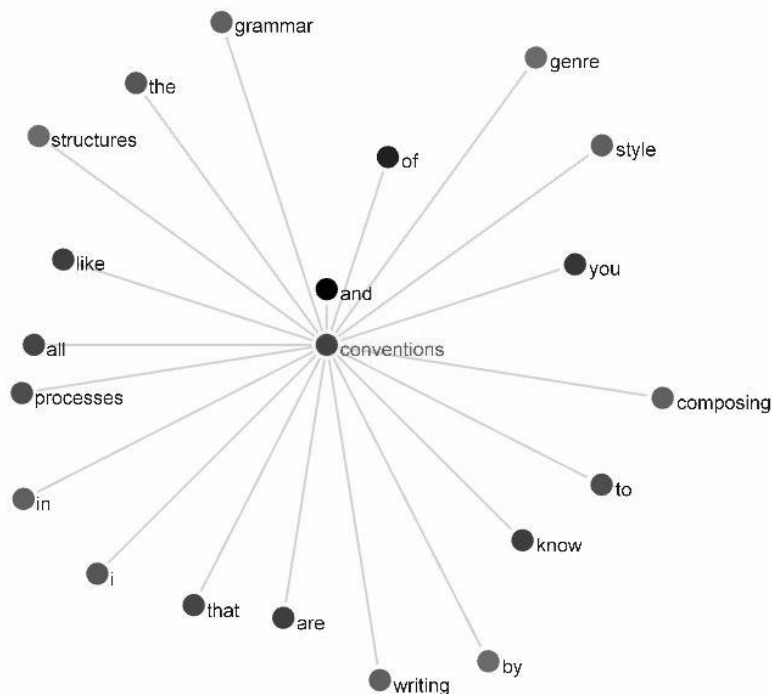 grammar
genre
the
structures
style
of
like
you
and
all
conventions
processes
composing
to
in
know
i
that
are
by
writing